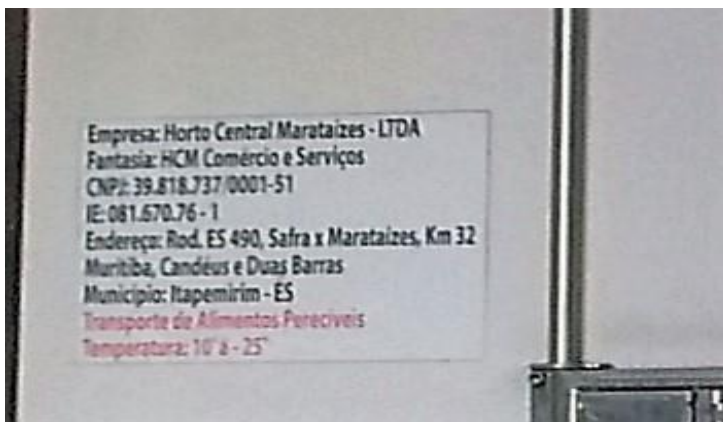 Empresa: Horto Central Marataizes - LTDA
Fantasia: HCM Comércio e Serviços
CNPJ: 39.818.737/0001-51
IE: 081.670.76 - 1
Endereço: Rod. ES 490, Safra x Marataizes, Km 32
Muritiba, Candéus e Duas Barras
Município: Itapemirim - ES
Transporte de Alimentos Perecíveis
Temperatura: 10° a - 25°